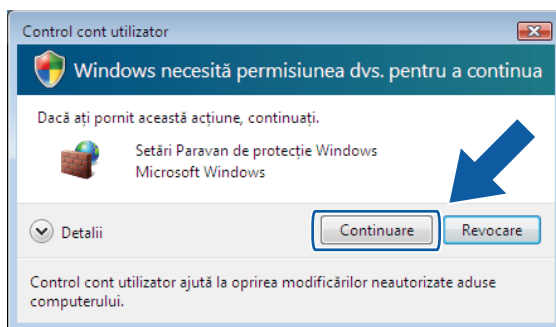 Control cont utilizator
Windows necesită permisiunea dvs. pentru a continua
Dacă ați pornit această acțiune, continuați.
Setări Paravan de protecție Windows
Microsoft Windows
Detalii
Continuare
Revocare
Control cont utilizator ajută la oprirea modificărilor neautorizate aduse
computerului.